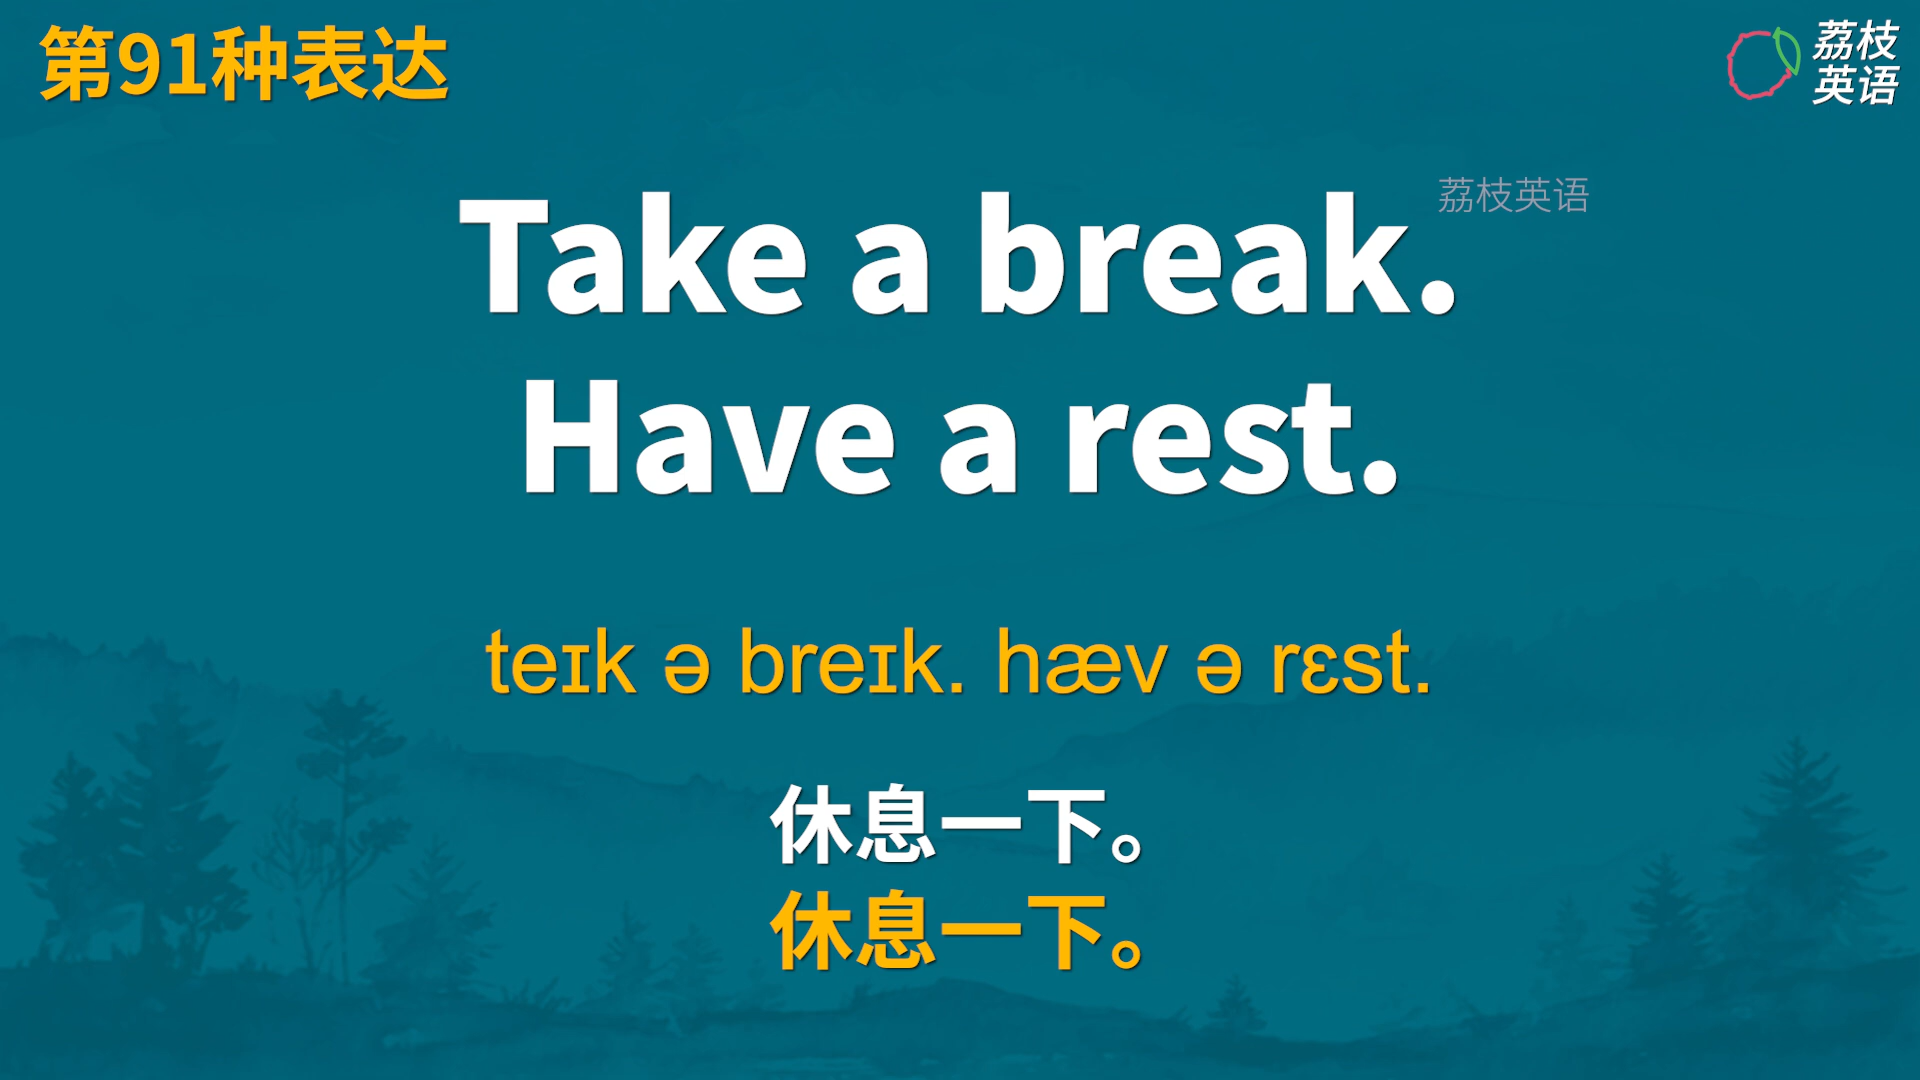 第91种表达
荔枝
英语
荔枝英语
Take a break.
Have a rest.
teɪk ə breɪk. hæv ə rɛst.
休息一下。
休息一下。